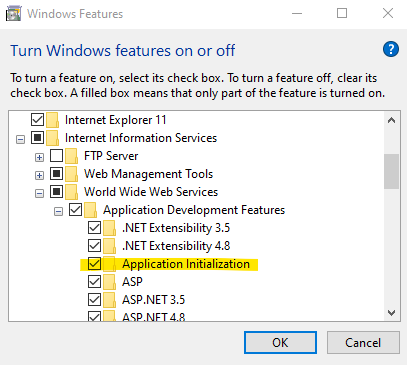 Windows Features
Turn Windows features on or off
To turn a feature on, select its check box. To turn a feature off, clear its
check box. A filled box means that only part of the feature is turned on.
Internet Explorer 11
Internet Information Services
FTP Server
Web Management Tools
World Wide Web Services
Application Development Features
.NET Extensibility 3.5
.NET Extensibility 4.8
Application Initialization
ASP
ASP.NET 3.5
ASP.NET 4.8
OK
Cancel